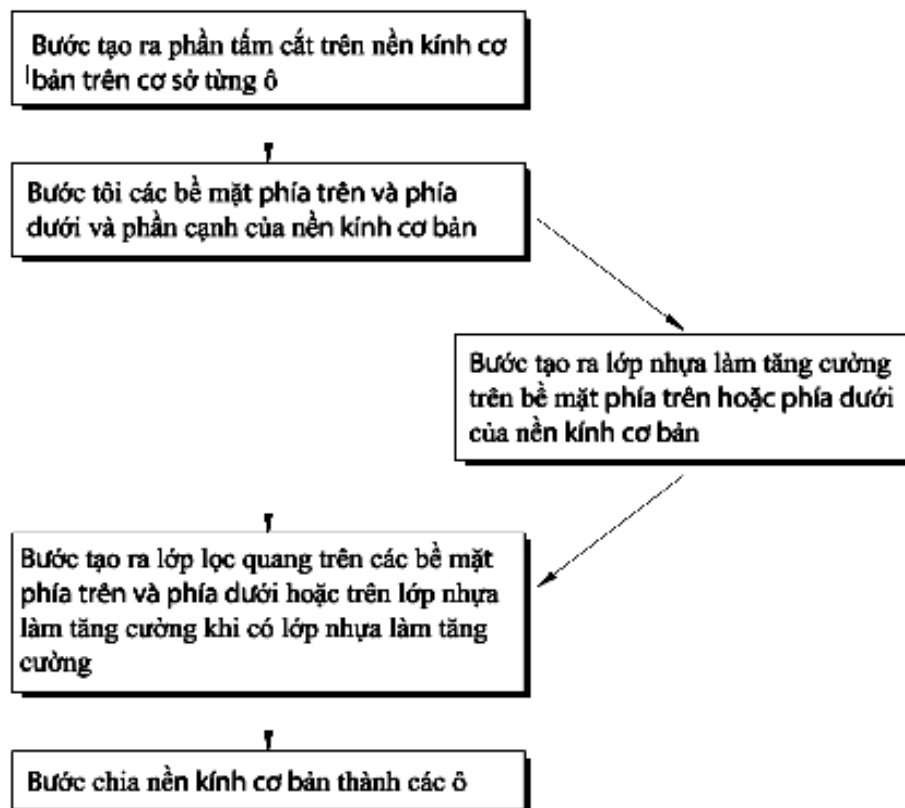 Bước tạo ra phần tấm cắt trên nền kính cơ
bản trên cơ sở từng ô
Bước tôi các bề mặt phía trên và phía
dưới và phần cạnh của nền kính cơ bản
Bước tạo ra lớp nhựa làm tăng cường
trên bề mặt phía trên hoặc phía dưới
của nền kính cơ bản
Bước tạo ra lớp lọc quang trên các bề mặt
phía trên và phía dưới hoặc trên lớp nhựa
làm tăng cường khi có lớp nhựa làm tăng
cường
Bước chia nền kính cơ bản thành các ô